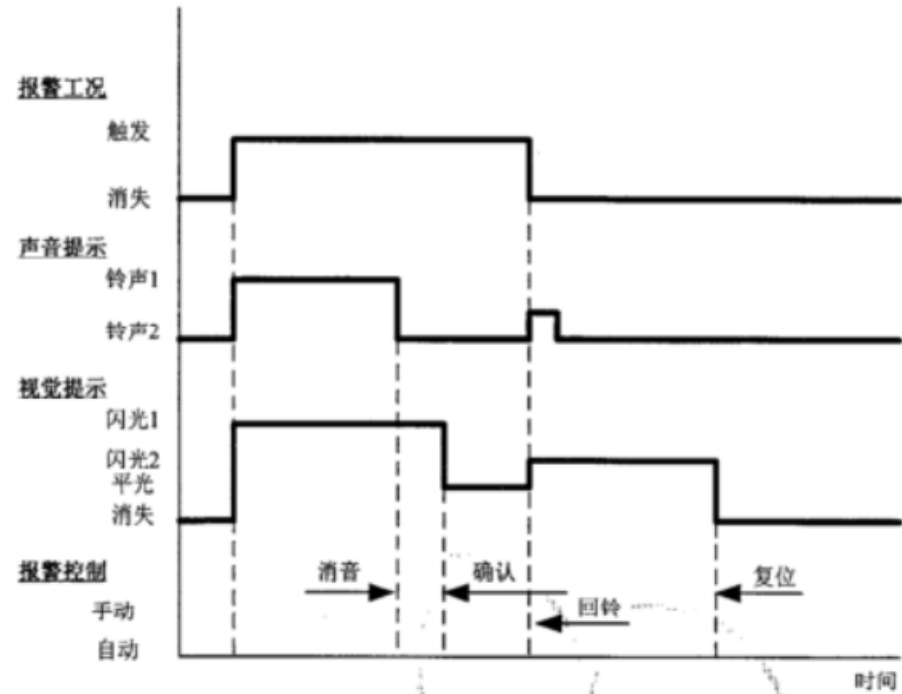 报警工况
触发
消失
声音提示
铃声1
铃声2
视觉提示
闪光1
闪光2
平光
消失
报警控制
消音
确认
复位
手动
回铃
自动
时间